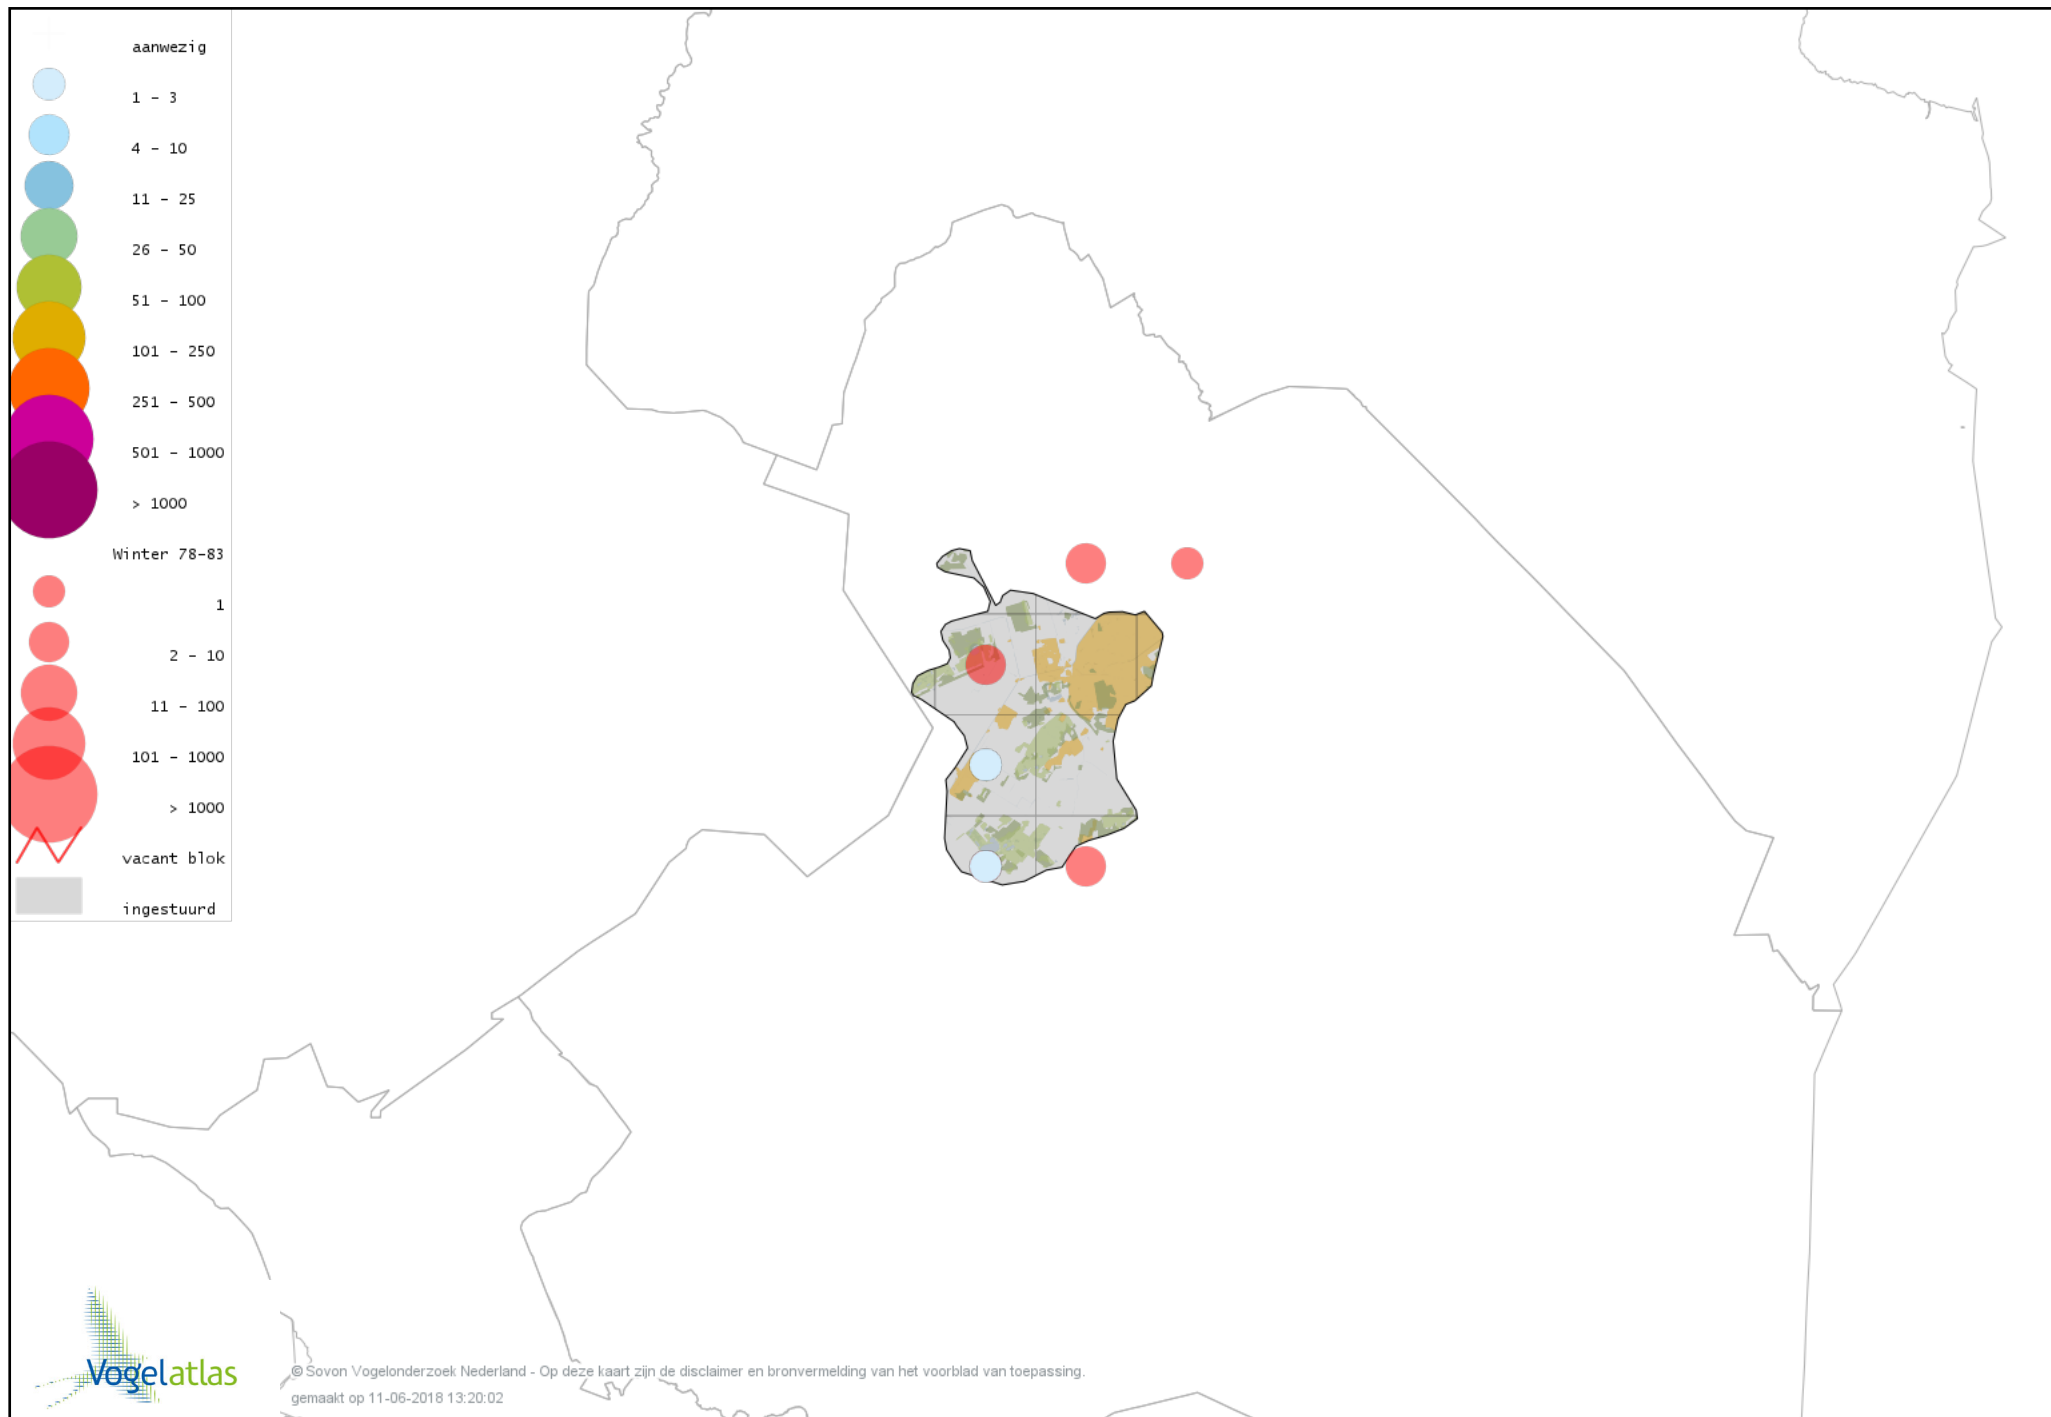 aanwezig
1 - 3
4 - 10
11 - 25
26 - 50
51 - 100
101 - 250
251 - 500
501 - 1000
> 1000
Winter 78-83
1
2 - 10
11 - 100
101 - 1000
> 1000
vacant blok
ingestuurd
Vogelatlas
© Sovon Vogelonderzoek Nederland - Op deze kaart zijn de disclaimer en bronvermelding van het voorblad van toepassing.
gemaakt op 11-06-2018 13:20:02